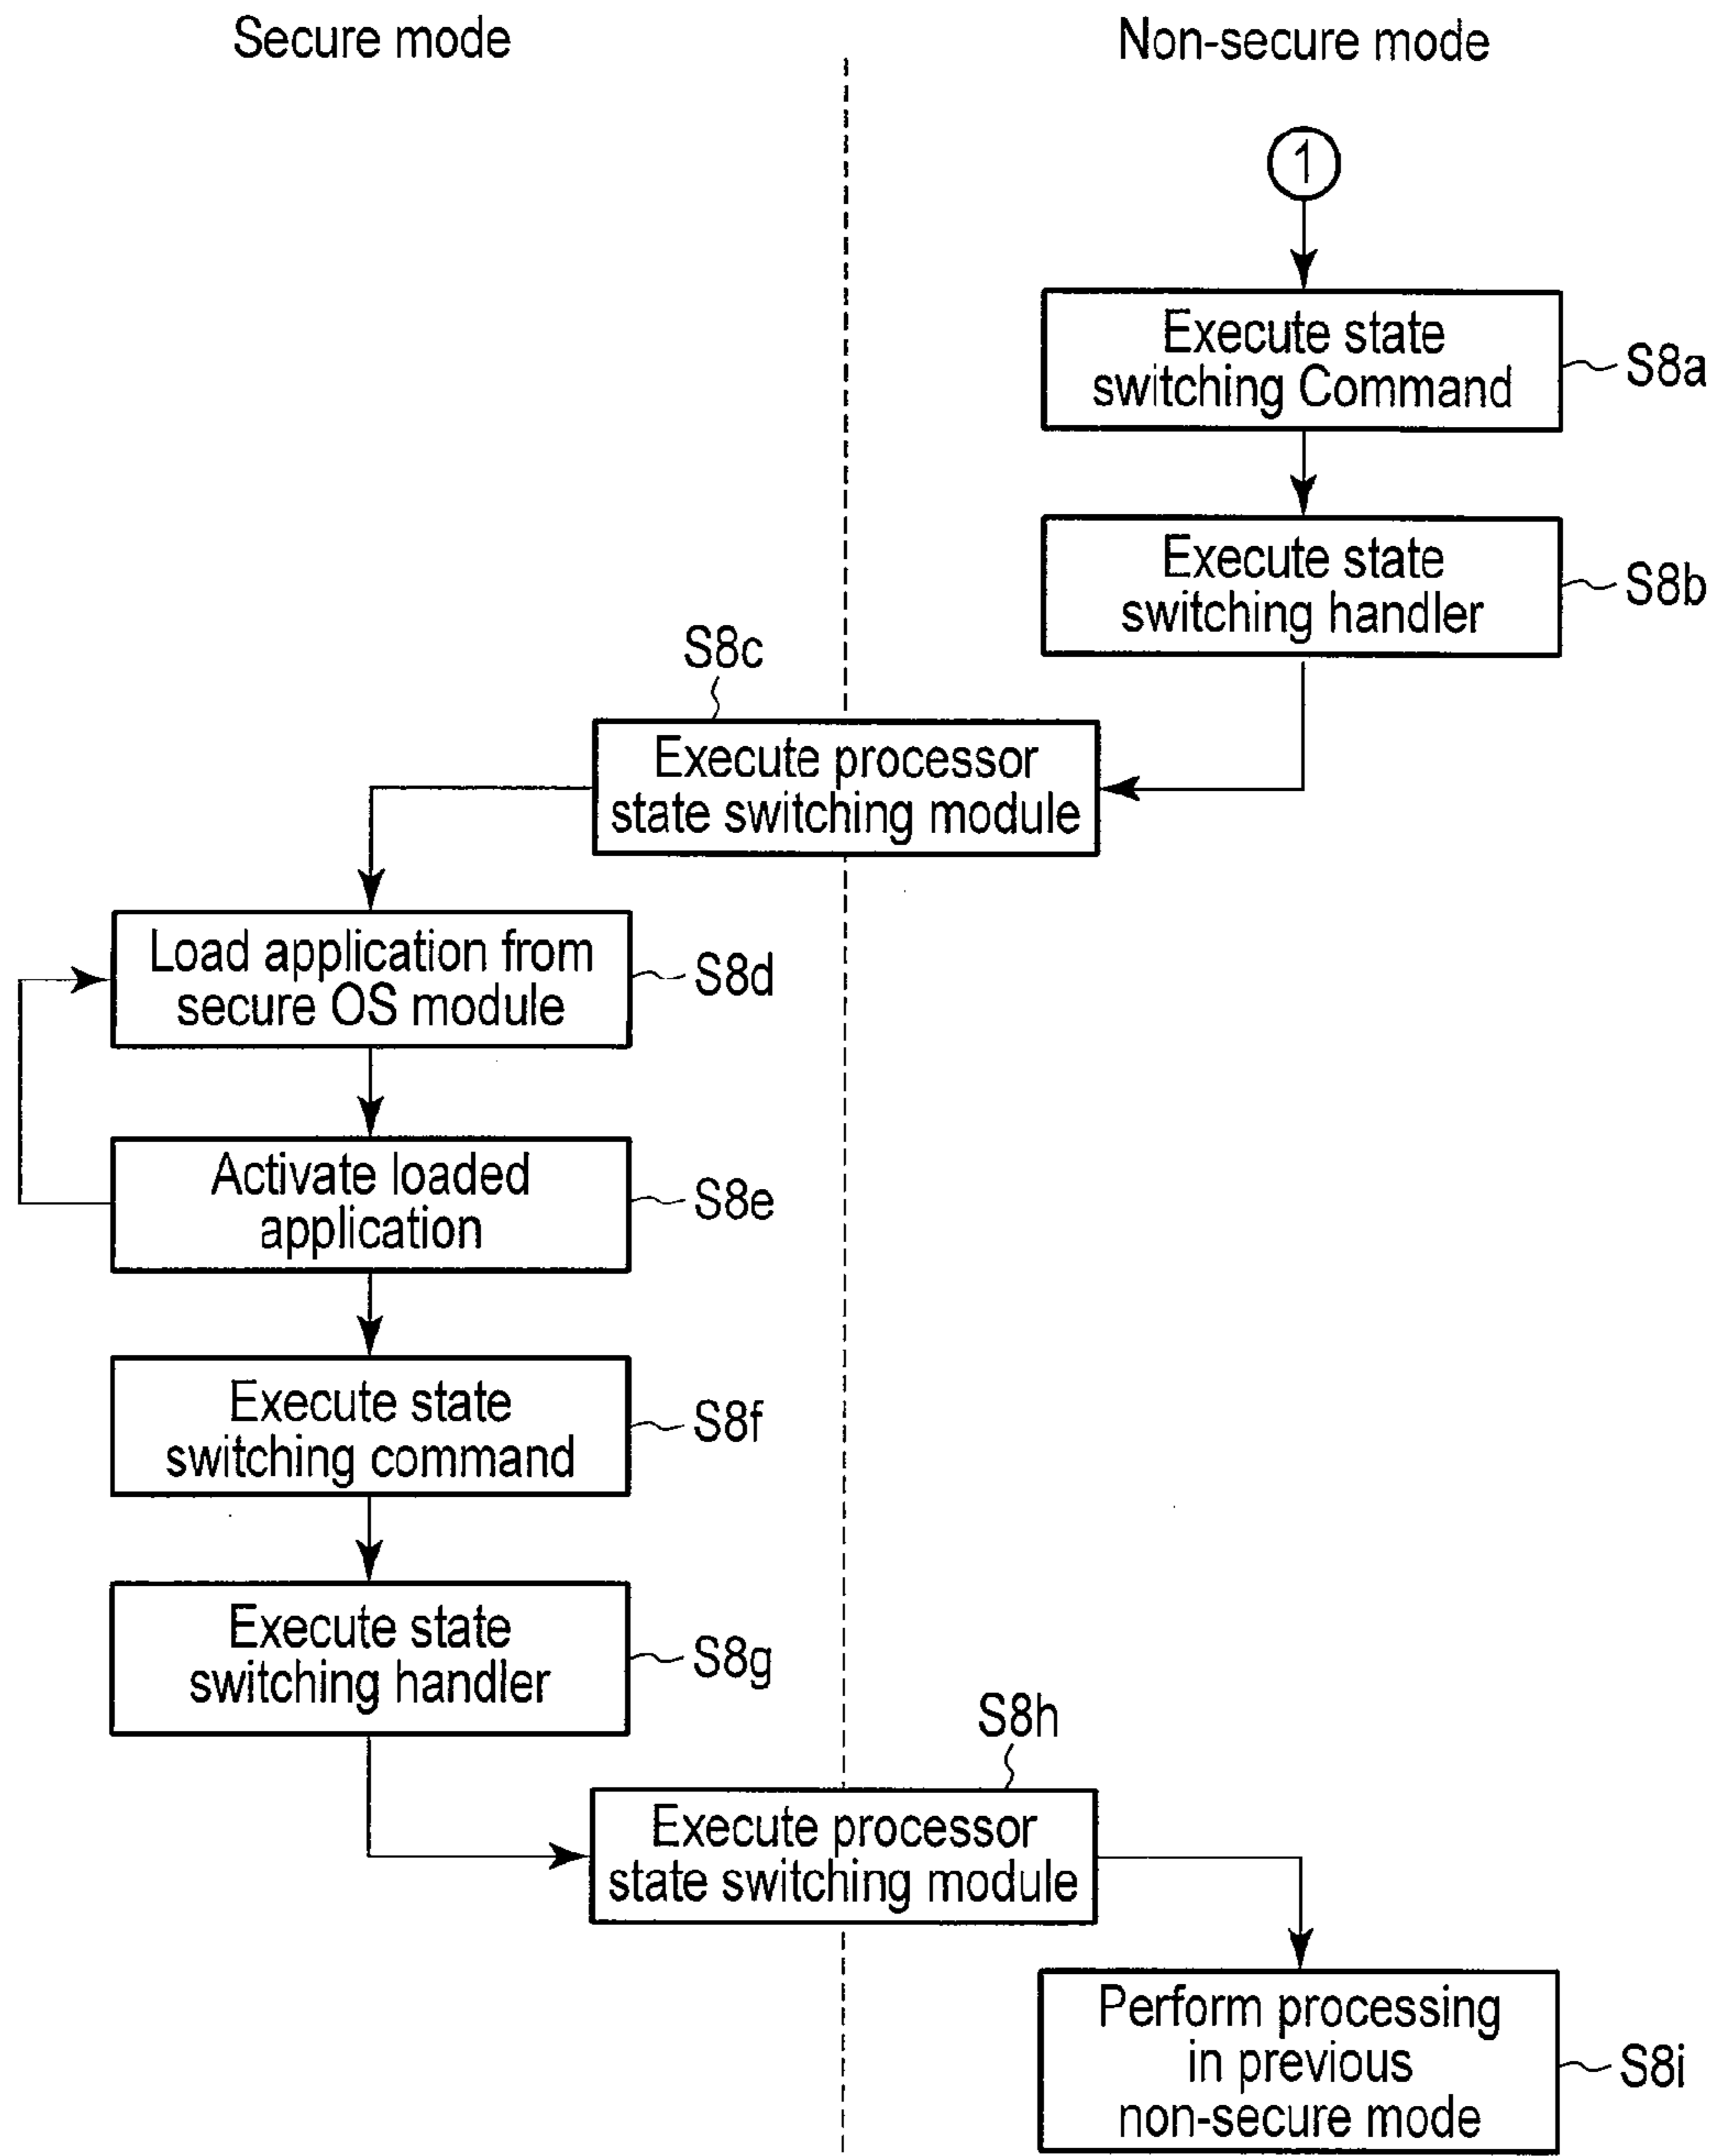 Secure mode
Non-secure mode
1
Execute state
switching Command
S8a
Execute state
switching handler
S8b
S8c
Execute processor
state switching module
Load application from
secure OS module
S8d
Activate loaded
application
S8e
Execute state
switching command
S8f
Execute state
switching handler
S8g
S8h
Execute processor
state switching module
Perform processing
in previous
non-secure mode
S8i